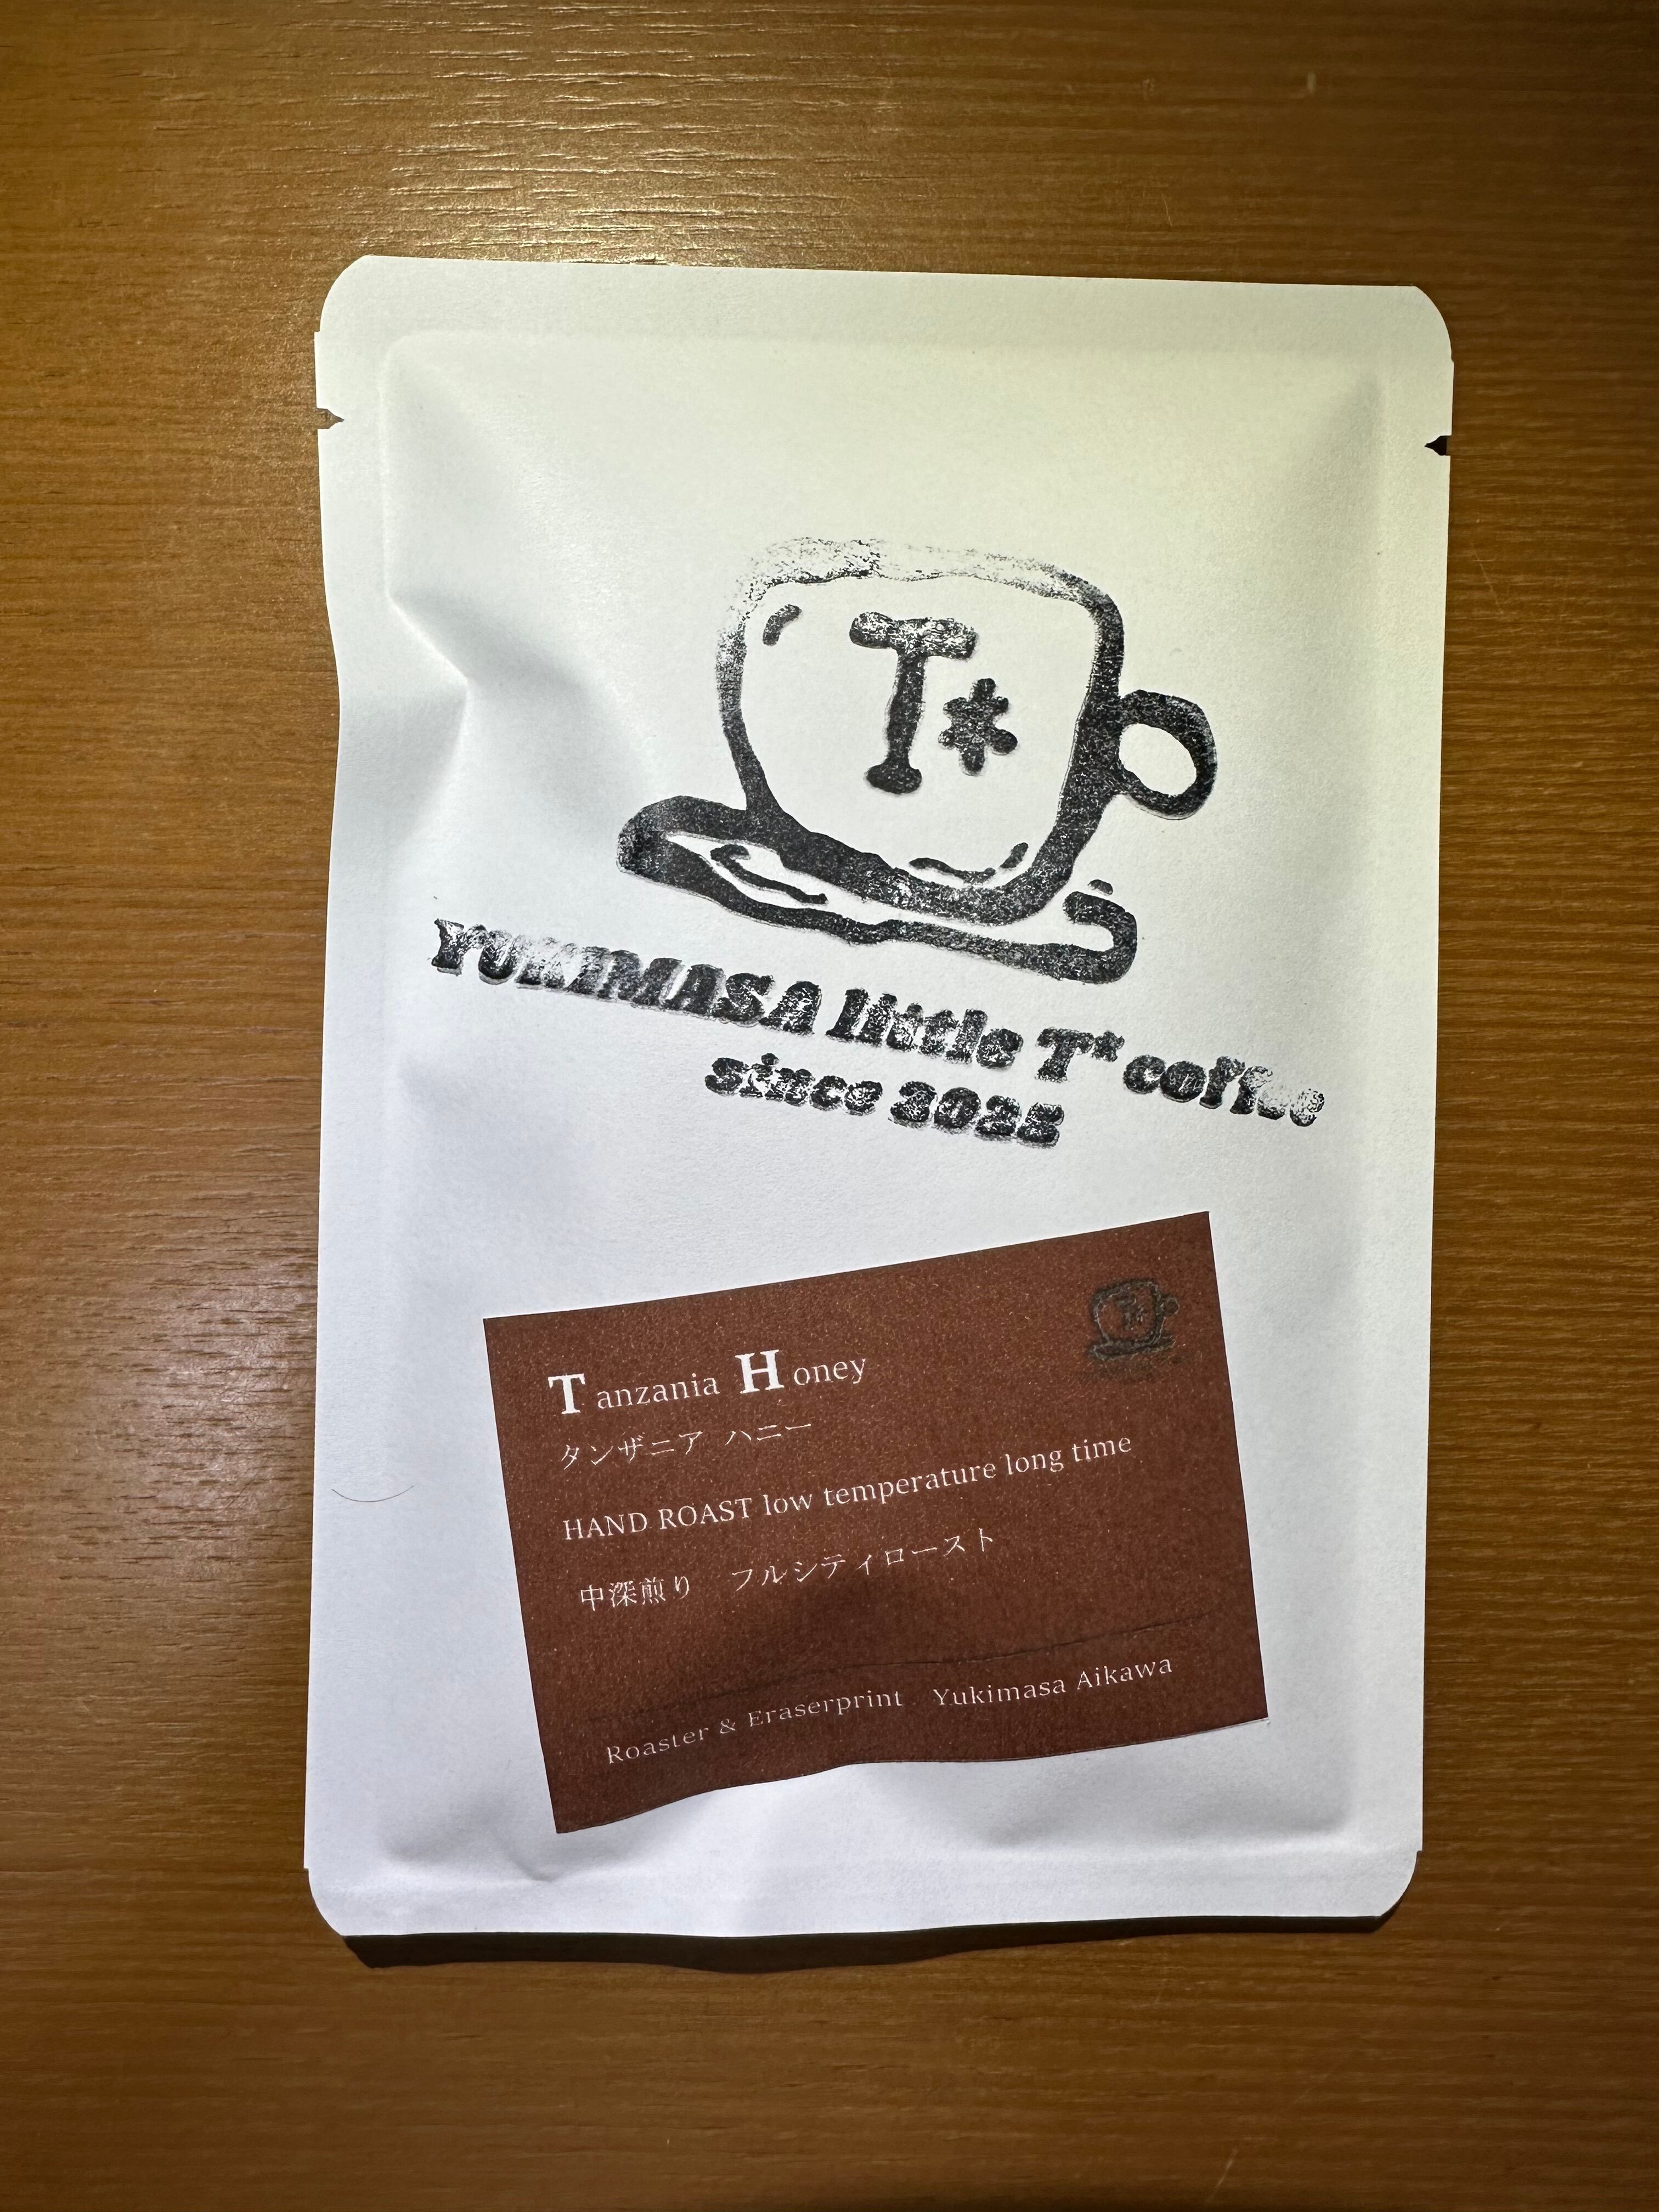 T*
YUKIMASA little T* coffee
since 2025
Tanzania Honey
タンザニア ハニー
HAND ROAST low temperature long time
中深煎り フルシティロースト
Roaster & Eraserprint Yukimasa Aikawa